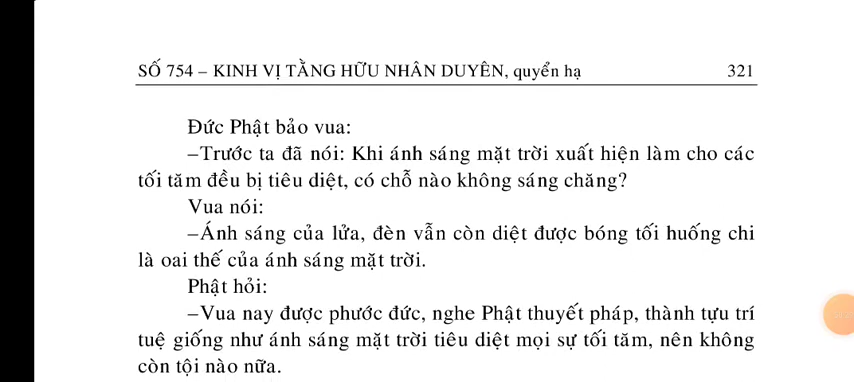 SỐ 754 – KINH VỊ TẰNG HỮU NHÂN DUYÊN, quyển hạ 321
Đức Phật bảo vua:
–Trước ta đã nói: Khi ánh sáng mặt trời xuất hiện làm cho các
tối tăm đều bị tiêu diệt, có chỗ nào không sáng chăng?
Vua nói:
–Ánh sáng của lửa, đèn vẫn còn diệt được bóng tối huống chi
là oai thế của ánh sáng mặt trời.
Phật hỏi:
–Vua nay được phước đức, nghe Phật thuyết pháp, thành tựu trí
tuệ giống như ánh sáng mặt trời tiêu diệt mọi sự tối tăm, nên không
còn tội nào nữa.